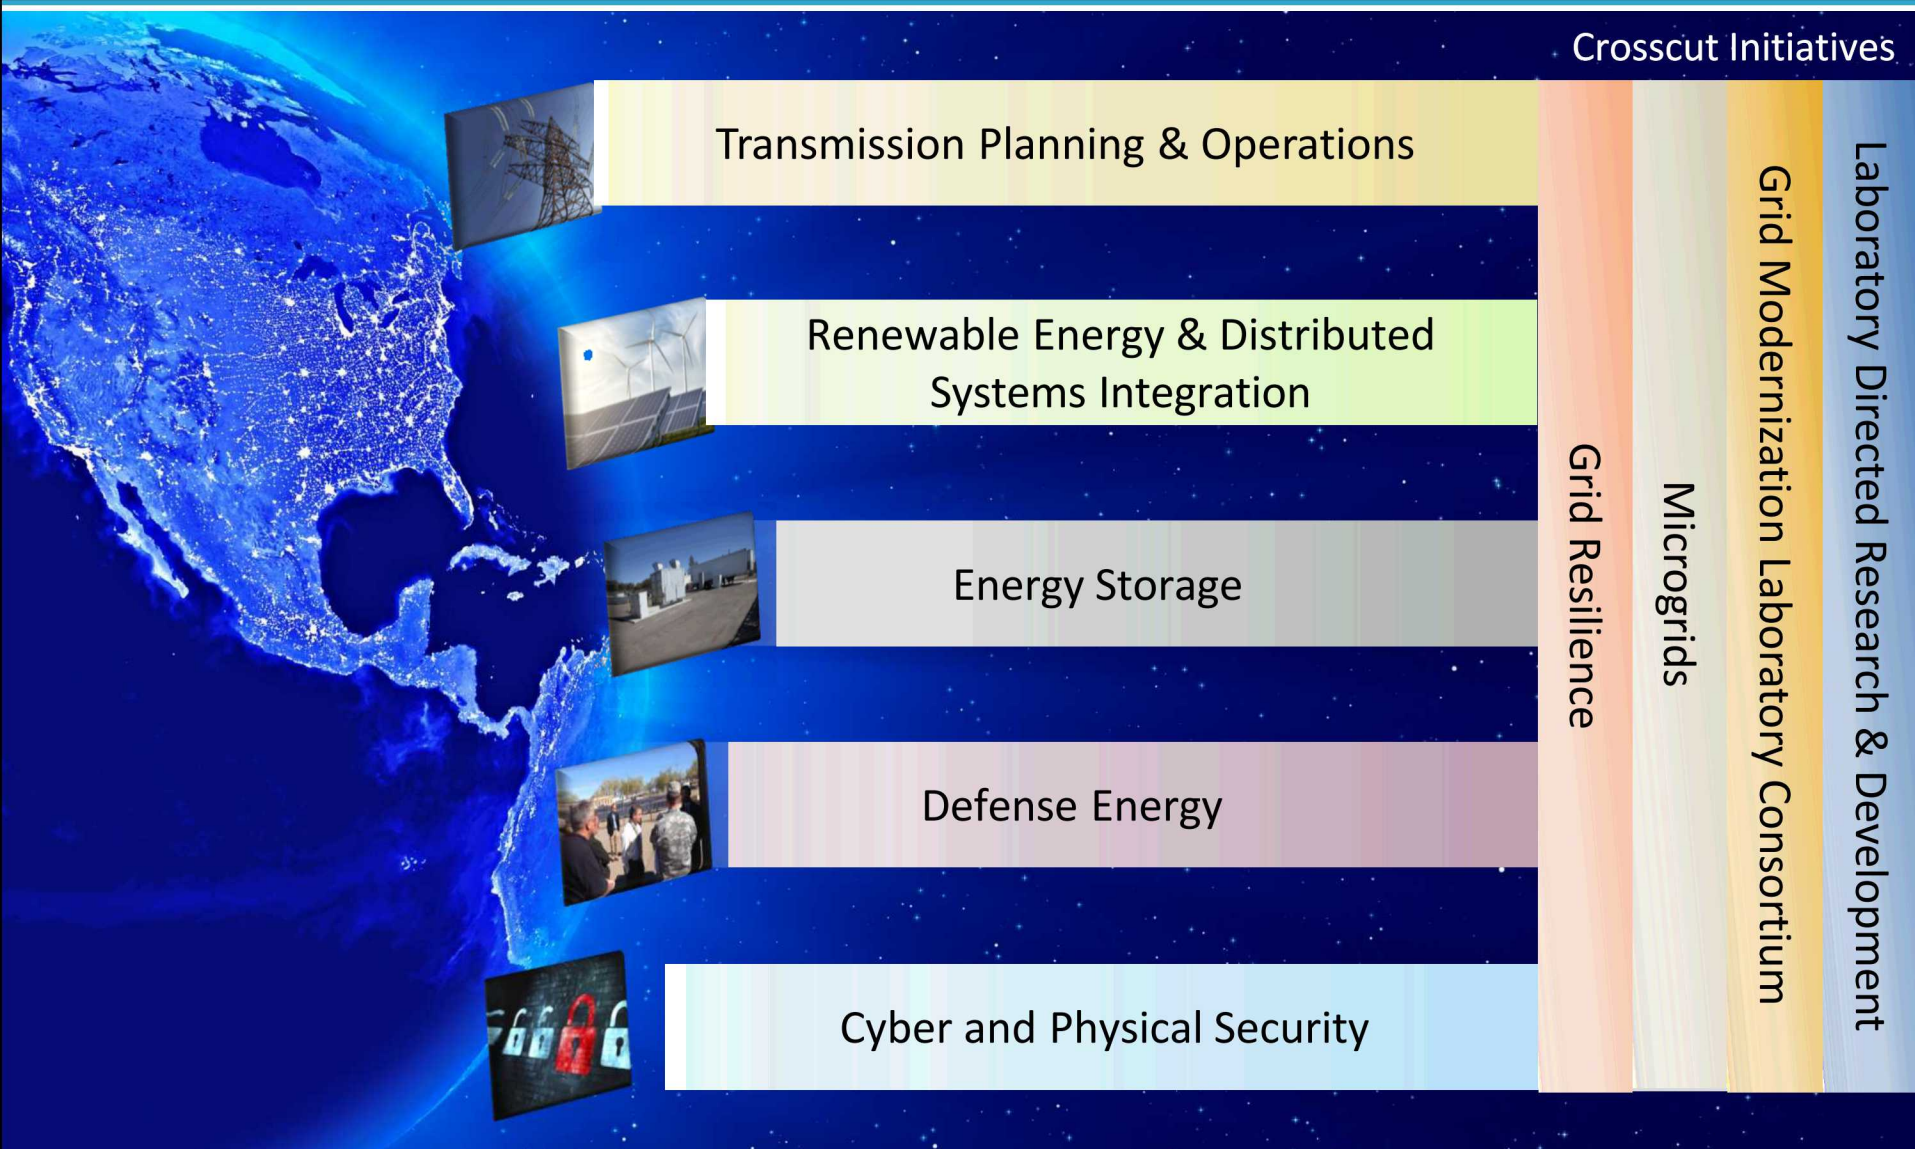 Crosscut Initiatives
Transmission Planning & Operations
Renewable Energy & Distributed
Systems Integration
Energy Storage
Defense Energy
Cyber and Physical Security
Grid Resilience
Microgrids
Grid Modernization Laboratory Consortium
Laboratory Directed Research & Development